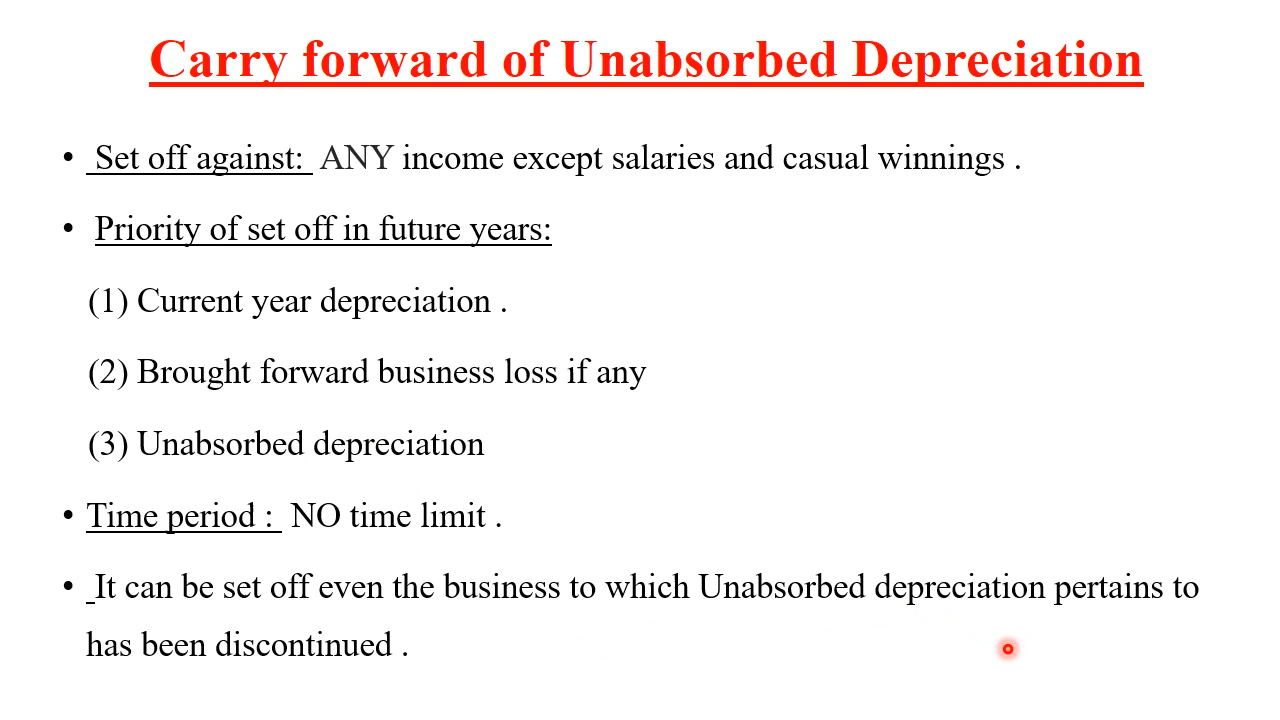 Carry forward of Unabsorbed Depreciation
• Set off against: ANY income except salaries and casual winnings .
• Priority of set off in future years:
(1) Current year depreciation .
(2) Brought forward business loss if any
(3) Unabsorbed depreciation
• Time period : NO time limit .
• It can be set off even the business to which Unabsorbed depreciation pertains to
has been discontinued .